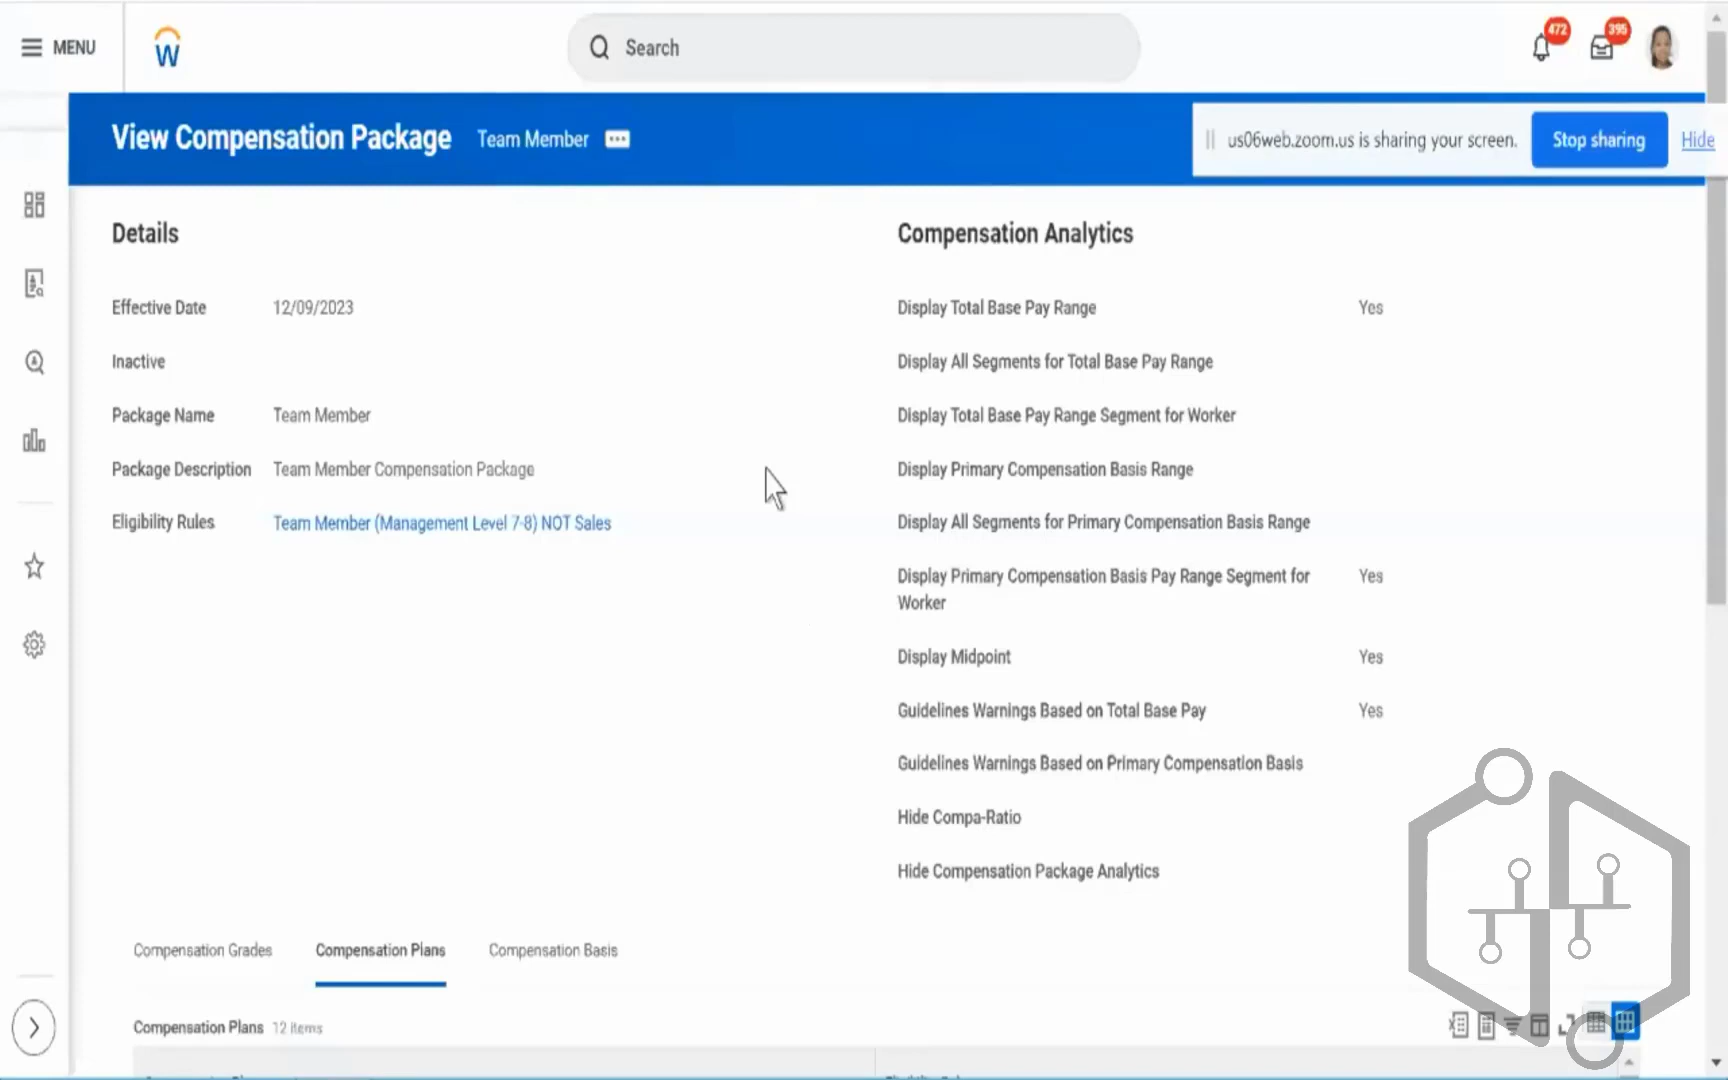 MENU
W
Search
472
395
View Compensation Package Team Member
us06web.zoom.us is sharing your screen. Stop sharing Hide
Details
Effective Date 12/09/2023
Inactive
Package Name Team Member
Package Description Team Member Compensation Package
Eligibility Rules Team Member (Management Level 7-8) NOT Sales
Compensation Analytics
Display Total Base Pay Range Yes
Display All Segments for Total Base Pay Range
Display Total Base Pay Range Segment for Worker
Display Primary Compensation Basis Range
Display All Segments for Primary Compensation Basis Range
Display Primary Compensation Basis Pay Range Segment for Yes
Worker
Display Midpoint Yes
Guidelines Warnings Based on Total Base Pay Yes
Guidelines Warnings Based on Primary Compensation Basis
Hide Compa-Ratio
Hide Compensation Package Analytics
Compensation Grades Compensation Plans Compensation Basis
Compensation Plans 12 items